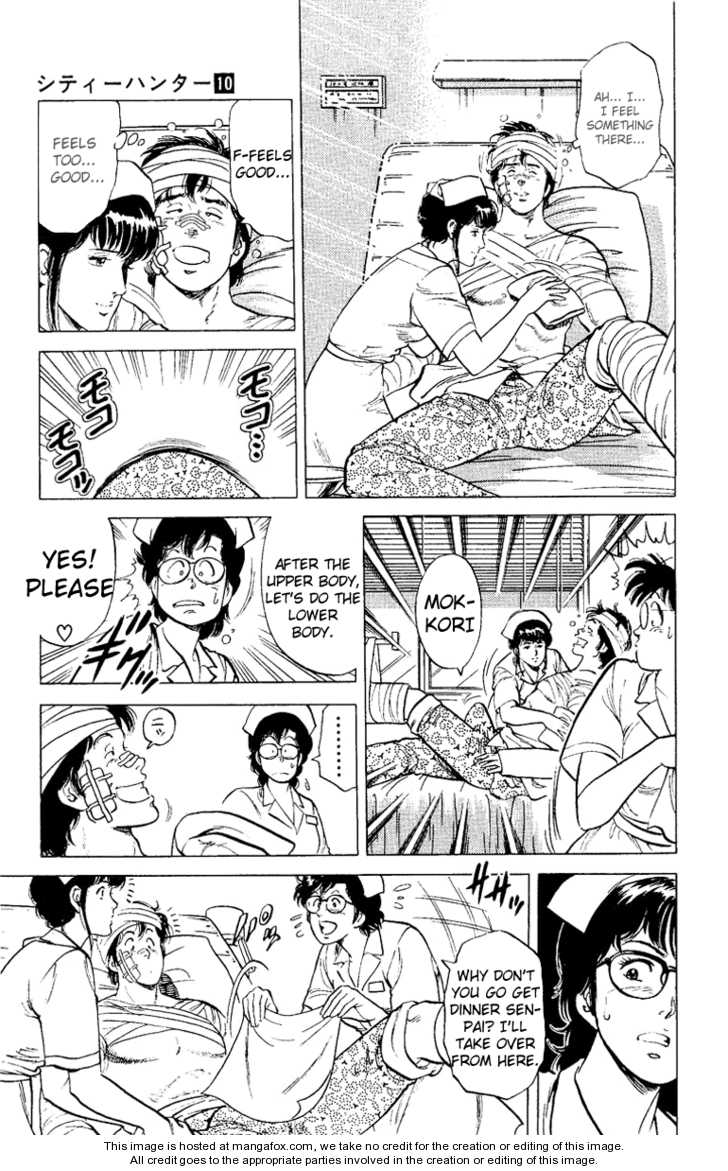 シティーハンター10
AH... I...
I FEEL
SOMETHING
THERE...
F-FEELS
GOOD...
FEELS
TOO...
GOOD...
モコ...
モコ
モコッ
MOK-
KORI
AFTER THE
UPPER BODY,
LET'S DO THE
LOWER
BODY.
YES!
PLEASE
♡
ギクッ
........
キキッ
WHY DON'T
YOU GO GET
DINNER SEN-
PAI? I'LL
TAKE OVER
FROM HERE.
This image is hosted at mangafox.com, we take no credit for the creation or editing of this image.
All credit goes to the appropriate parties involved in the creation or editing of this image.